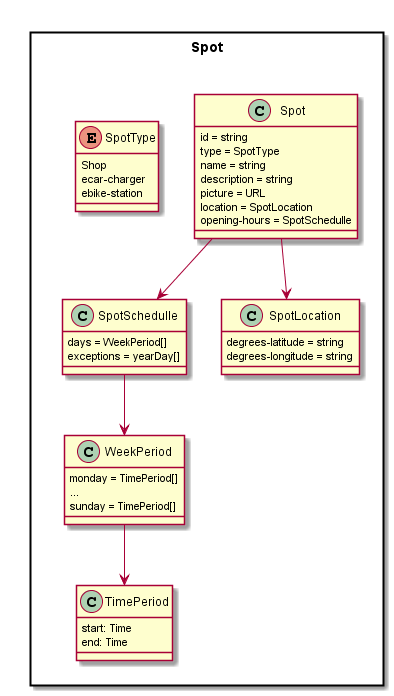 Spot
E SpotType
Shop
ecar-charger
ebike-station
C Spot
id = string
type = SpotType
name = string
description = string
picture = URL
location = SpotLocation
opening-hours = SpotSchedulle
C SpotSchedulle
days = WeekPeriod[]
exceptions = yearDay[]
C SpotLocation
degrees-latitude = string
degrees-longitude = string
C WeekPeriod
monday = TimePeriod[]
...
sunday = TimePeriod[]
C TimePeriod
start: Time
end: Time